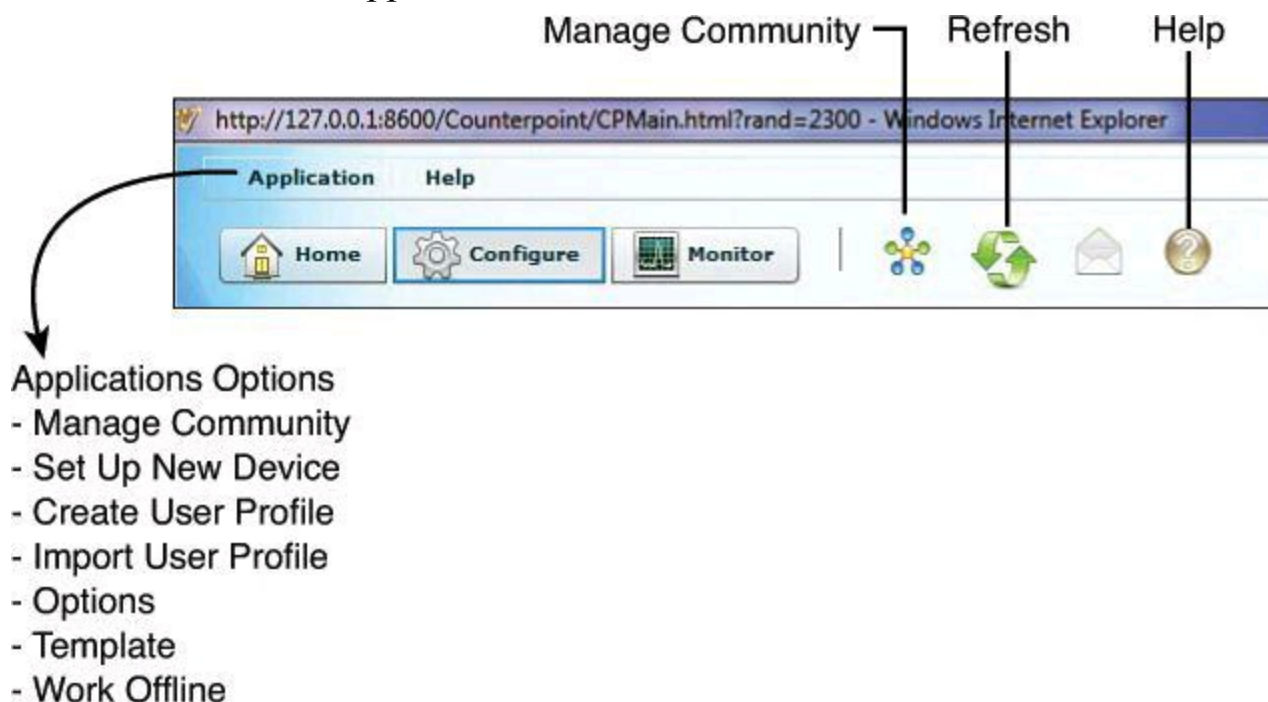 Manage Community Refresh Help
http://127.0.0.1:8600/Counterpoint/CPMain.html?rand=2300 - Windows Internet Explorer
Application Help
Home Configure Monitor
Applications Options
- Manage Community
- Set Up New Device
- Create User Profile
- Import User Profile
- Options
- Template
- Work Offline